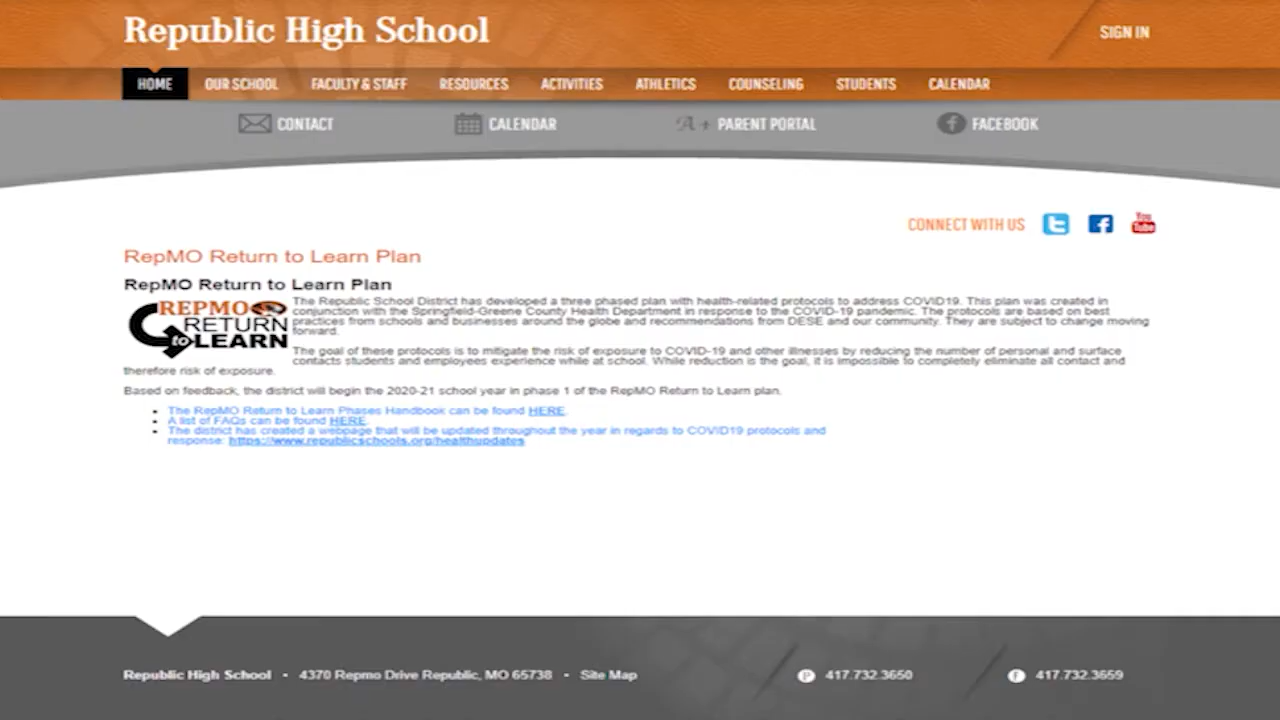 Republic High School
SIGN IN
HOME OUR SCHOOL FACULTY & STAFF RESOURCES ACTIVITIES ATHLETICS COUNSELING STUDENTS CALENDAR
CONTACT CALENDAR A+ PARENT PORTAL f FACEBOOK
CONNECT WITH US t f You Tube
RepMO Return to Learn Plan
RepMO Return to Learn Plan
REPMO
RETURN
to LEARN
The Republic School District has developed a three phased plan with health-related protocols to address COVID19. This plan was created in
conjunction with the Springfield-Greene County Health Department in response to the COVID-19 pandemic. The protocols are based on best
practices from schools and businesses around the globe and recommendations from DESE and our community. They are subject to change moving
forward.
The goal of these protocols is to mitigate the risk of exposure to COVID-19 and other illnesses by reducing the number of personal and surface
contacts students and employees experience while at school. While reduction is the goal, it is impossible to completely eliminate all contact and
therefore risk of exposure.
Based on feedback, the district will begin the 2020-21 school year in phase 1 of the RepMO Return to Learn plan.
• The RepMO Return to Learn Phases Handbook can be found HERE.
• A list of FAQs can be found HERE.
• The district has created a webpage that will be updated throughout the year in regards to COVID19 protocols and
response: https://www.republicschools.org/healthupdates
Republic High School • 4370 Repmo Drive Republic, MO 65738 • Site Map P 417.732.3650 F 417.732.3659